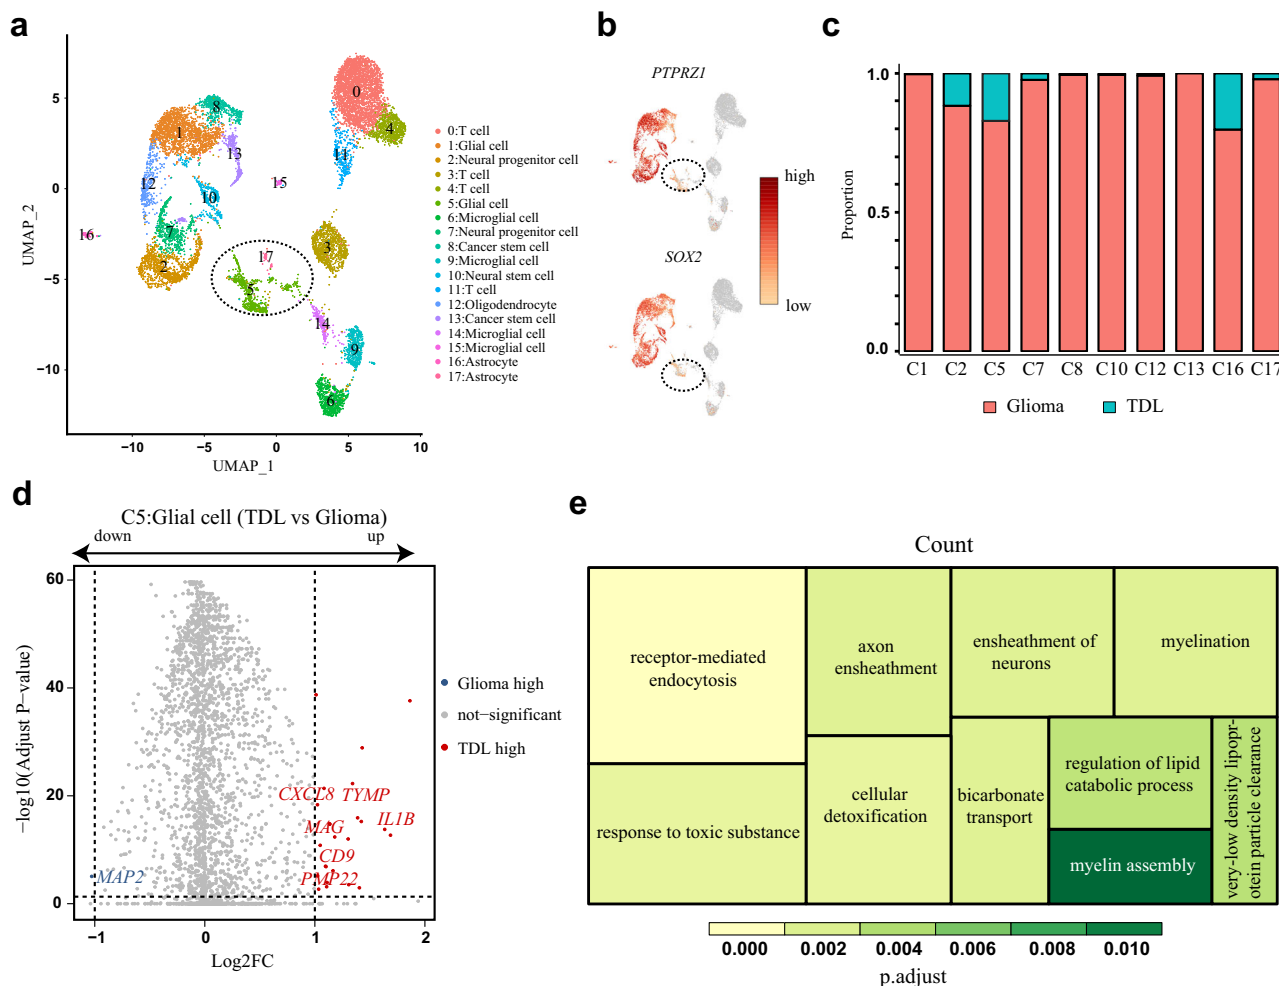 a
UMAP_2
5
0
−5
−10
−10
−5
0
5
10
UMAP_1
0
1
2
3
4
5
6
7
8
9
10
11
12
13
14
15
16
17
0:T cell
1:Glial cell
2:Neural progenitor cell
3:T cell
4:T cell
5:Glial cell
6:Microglial cell
7:Neural progenitor cell
8:Cancer stem cell
9:Microglial cell
10:Neural stem cell
11:T cell
12:Oligodendrocyte
13:Cancer stem cell
14:Microglial cell
15:Microglial cell
16:Astrocyte
17:Astrocyte
b
PTPRZ1
SOX2
high
low
c
Proportion
1.0
0.5
0.0
C1 C2 C5 C7 C8 C10 C12 C13 C16 C17
Glioma TDL
d
C5:Glial cell (TDL vs Glioma)
down up
−log10(Adjust P−value)
60
40
20
0
CXCL8 TYMP
MAG IL1B
CD9
MAP2 PMP22
−1 0 1 2
Log2FC
Glioma high
not−significant
TDL high
e
Count
receptor-mediated
endocytosis
response to toxic substance
axon
ensheathment
cellular
detoxification
ensheathment of
neurons
myelination
bicarbonate
transport
regulation of lipid
catabolic process
myelin assembly
very-low density lipopr-
otein particle clearance
0.000 0.002 0.004 0.006 0.008 0.010
p.adjust